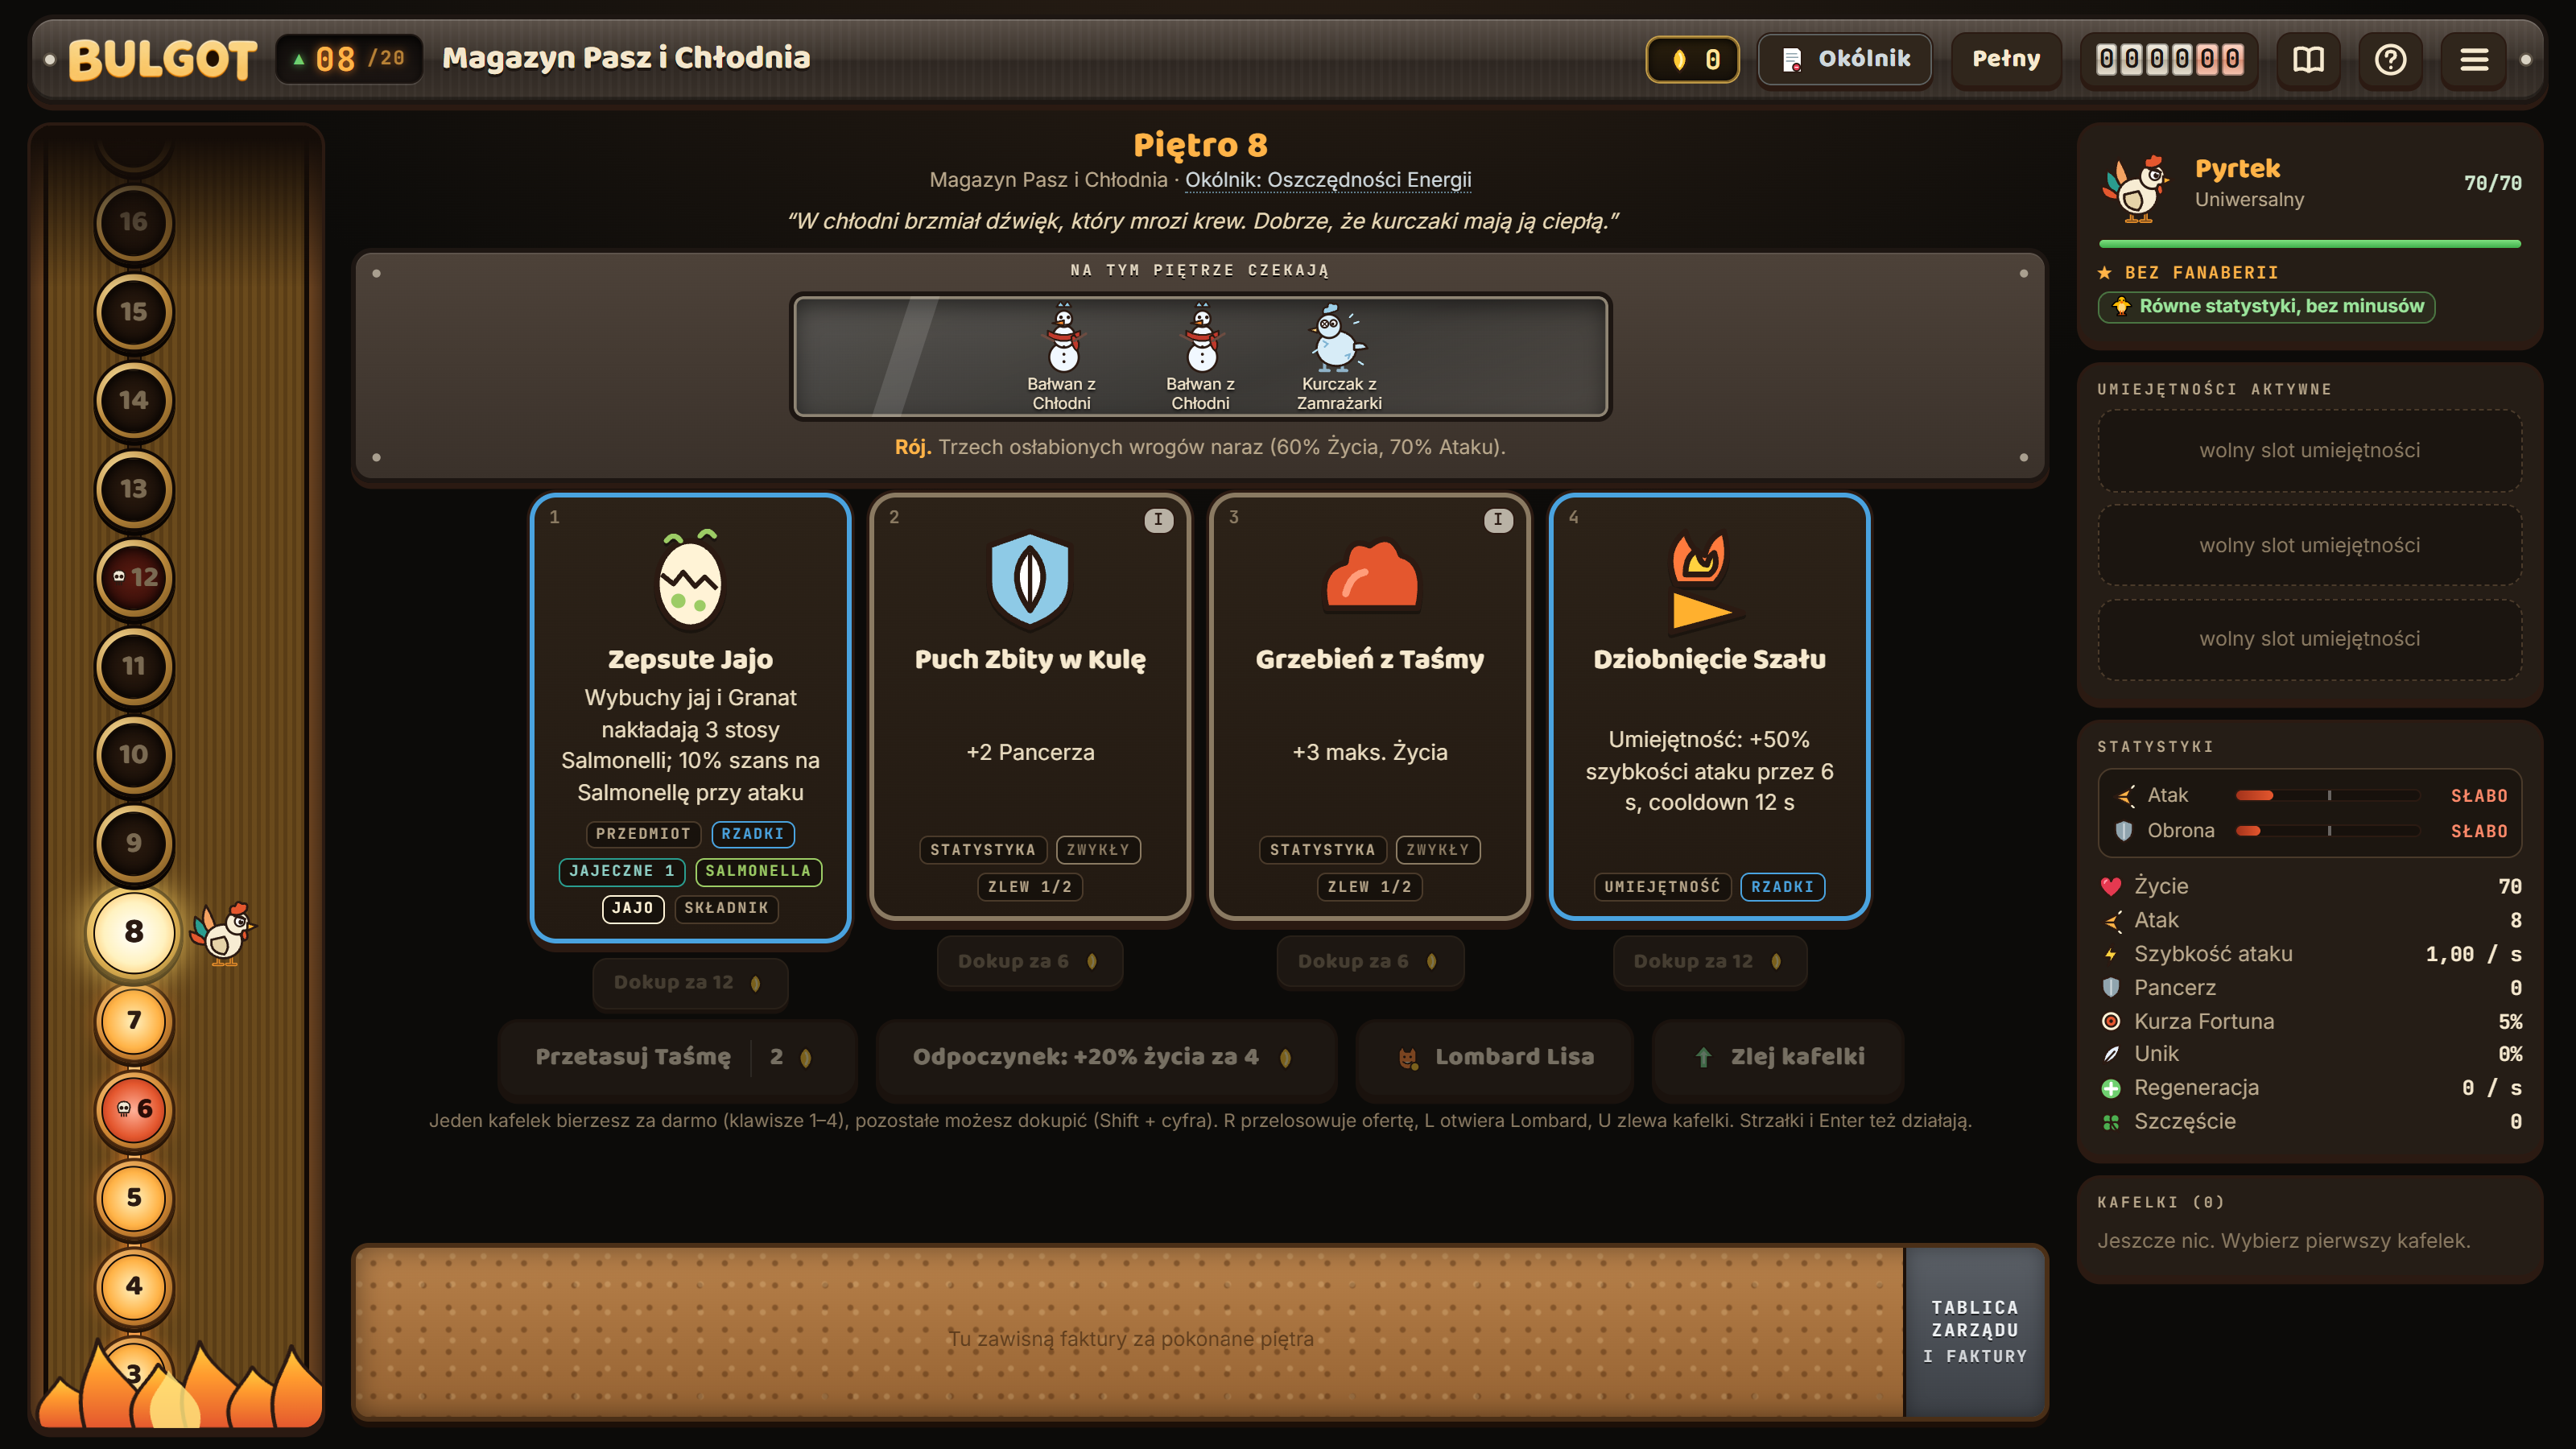 BULGOT
▲ 08 /20
Magazyn Pasz i Chłodnia
0
Okólnik
Pełny
000000
Piętro 8
Magazyn Pasz i Chłodnia · Okólnik: Oszczędności Energii
“W chłodni brzmiał dźwięk, który mrozi krew. Dobrze, że kurczaki mają ją ciepłą.”
NA TYM PIĘTRZE CZEKAJĄ
Bałwan z
Chłodni
Bałwan z
Chłodni
Kurczak z
Zamrażarki
Rój. Trzech osłabionych wrogów naraz (60% Życia, 70% Ataku).
16
15
14
13
12
11
10
9
8
7
6
5
4
3
1
Zepsute Jajo
Wybuchy jaj i Granat
nakładają 3 stosy
Salmonelli; 10% szans na
Salmonellę przy ataku
PRZEDMIOT RZADKI
JAJECZNE 1 SALMONELLA
JAJO SKŁADNIK
Dokup za 12
2 I
Puch Zbity w Kulę
+2 Pancerza
STATYSTYKA ZWYKŁY
ZLEW 1/2
Dokup za 6
3 I
Grzebień z Taśmy
+3 maks. Życia
STATYSTYKA ZWYKŁY
ZLEW 1/2
Dokup za 6
4
Dziobnięcie Szału
Umiejętność: +50%
szybkości ataku przez 6
s, cooldown 12 s
UMIEJĘTNOŚĆ RZADKI
Dokup za 12
Przetasuj Taśmę 2
Odpoczynek: +20% życia za 4
Lombard Lisa
Zlej kafelki
Jeden kafelek bierzesz za darmo (klawisze 1–4), pozostałe możesz dokupić (Shift + cyfra). R przelosowuje ofertę, L otwiera Lombard, U zlewa kafelki. Strzałki i Enter też działają.
Tu zawisną faktury za pokonane piętra
TABLICA
ZARZĄDU
I FAKTURY
Pyrtek
Uniwersalny
70/70
★ BEZ FANABERII
Równe statystyki, bez minusów
UMIEJĘTNOŚCI AKTYWNE
wolny slot umiejętności
wolny slot umiejętności
wolny slot umiejętności
STATYSTYKI
Atak SŁABO
Obrona SŁABO
Życie 70
Atak 8
Szybkość ataku 1,00 / s
Pancerz 0
Kurza Fortuna 5%
Unik 0%
Regeneracja 0 / s
Szczęście 0
KAFELKI (0)
Jeszcze nic. Wybierz pierwszy kafelek.